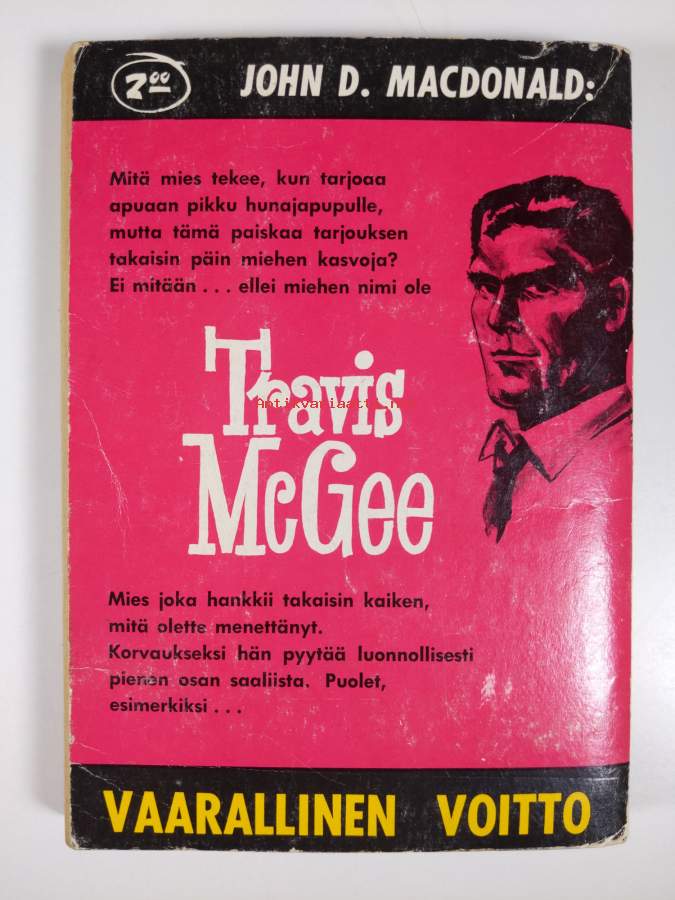 7 00
JOHN D. MACDONALD:
Mitä mies tekee, kun tarjoaa
apuaan pikku hunajapupulle,
mutta tämä paiskaa tarjouksen
takaisin päin miehen kasvoja?
Ei mitään . . . ellei miehen nimi ole
Travis
Antikvariaatti.net
McGee
Mies joka hankkii takaisin kaiken,
mitä olette menettänyt.
Korvaukseksi hän pyytää luonnollisesti
pienen osan saaliista. Puolet,
esimerkiksi . . .
VAARALLINEN VOITTO